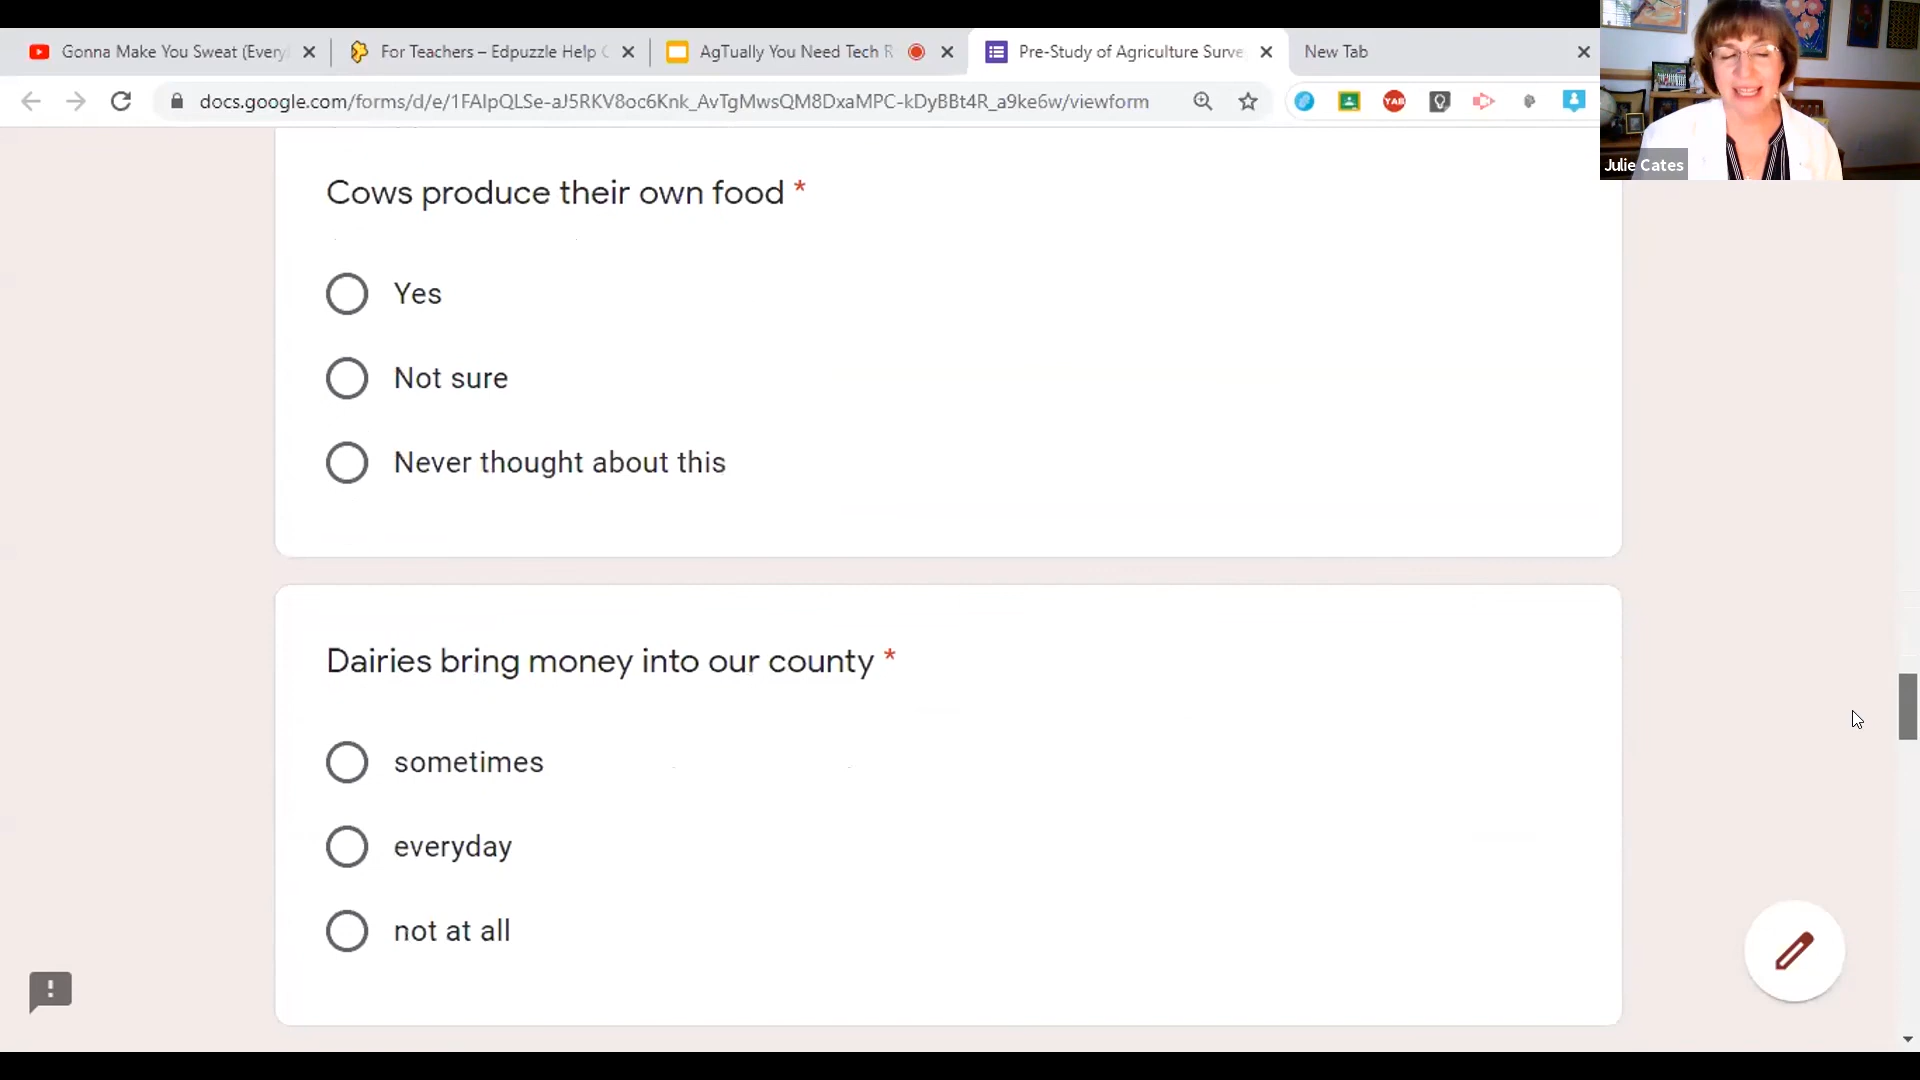 Gonna Make You Sweat (Every
For Teachers – Edpuzzle Help C
AgTually You Need Tech R
Pre-Study of Agriculture Surve
New Tab
docs.google.com/forms/d/e/1FAIpQLSe-aJ5RKV8oc6Knk_AvTgMwsQM8DxaMPC-kDyBBt4R_a9ke6w/viewform
YAB
Julie Cates
Cows produce their own food *
Yes
Not sure
Never thought about this
Dairies bring money into our county *
sometimes
everyday
not at all